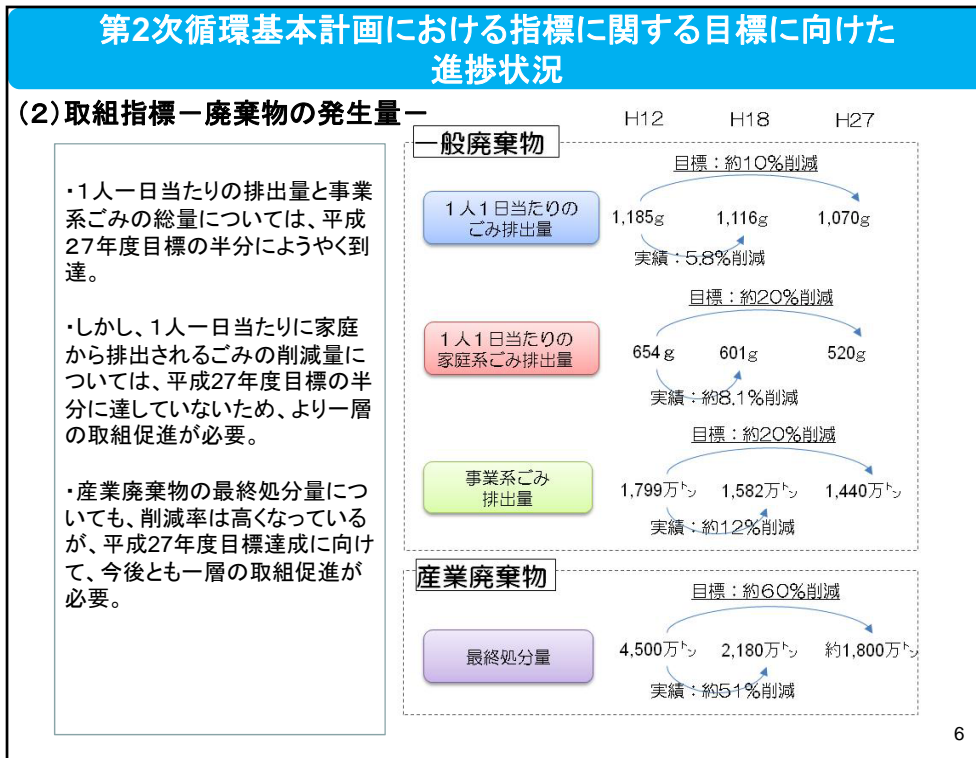 第2次循環基本計画における指標に関する目標に向けた
進捗状況
(2)取組指標－廃棄物の発生量－
・1人一日当たりの排出量と事業
系ごみの総量については、平成
27年度目標の半分にようやく到
達。
・しかし、1人一日当たりに家庭
から排出されるごみの削減量に
ついては、平成27年度目標の半
分に達していないため、より一層
の取組促進が必要。
・産業廃棄物の最終処分量につ
いても、削減率は高くなっている
が、平成27年度目標達成に向け
て、今後とも一層の取組促進が
必要。
H12 H18 H27
一般廃棄物
目標：約10％削減
1人1日当たりの
ごみ排出量
1,185g 1,116g 1,070g
実績：5.8％削減
目標：約20％削減
1人1日当たりの
家庭系ごみ排出量
654g 601g 520g
実績：約8.1％削減
目標：約20％削減
事業系ごみ
排出量
1,799万トン 1,582万トン 1,440万トン
実績：約12％削減
産業廃棄物
目標：約60％削減
最終処分量
4,500万トン 2,180万トン 約1,800万トン
実績：約51％削減
6